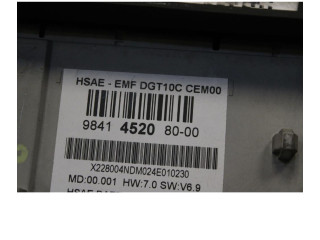 HSAE - EMF DGT10C CEM00
9841 4520 80-00
X228004NDM024E010230
MD:00.001 HW:7.0 SW:V6.9